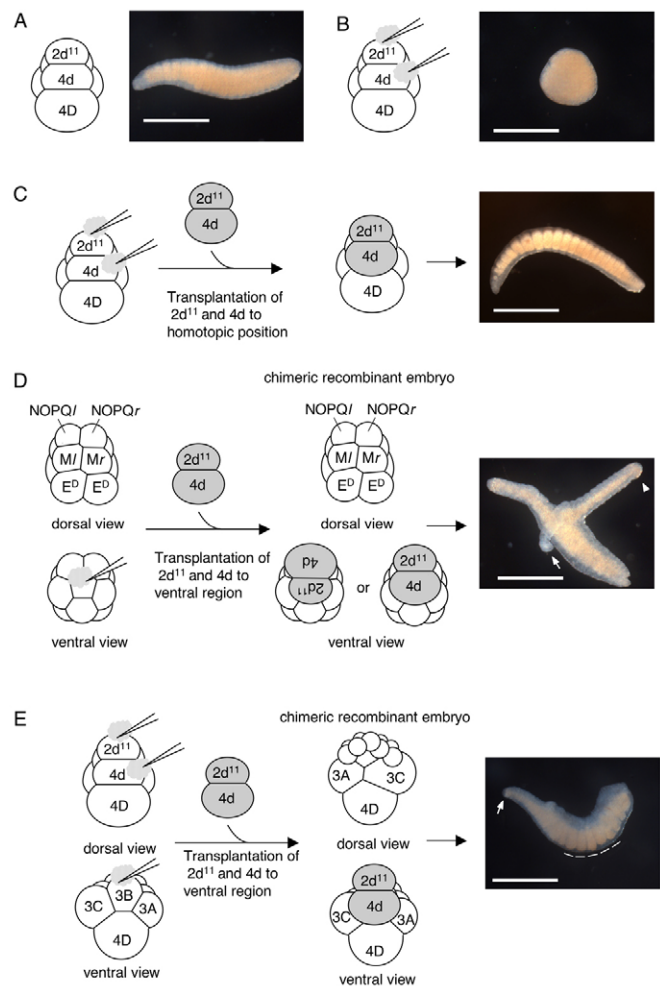 A
2d¹¹
4d
4D
B
2d¹¹
4d
4D
C
2d¹¹
4d
4D
2d¹¹
4d
Transplantation of
2d¹¹ and 4d to
homotopic position
2d¹¹
4d
4D
D
NOPQl NOPQr
Ml Mr
Eᴰ Eᴰ
dorsal view
ventral view
2d¹¹
4d
Transplantation of
2d¹¹ and 4d to
ventral region
chimeric recombinant embryo
NOPQl NOPQr
Ml Mr
Eᴰ Eᴰ
dorsal view
4d
2d¹¹
or
2d¹¹
4d
ventral view
E
2d¹¹
4d
4D
dorsal view
3B
3C 3A
4D
ventral view
2d¹¹
4d
Transplantation of
2d¹¹ and 4d to
ventral region
chimeric recombinant embryo
3A 3C
4D
dorsal view
2d¹¹
4d
3C 3A
4D
ventral view